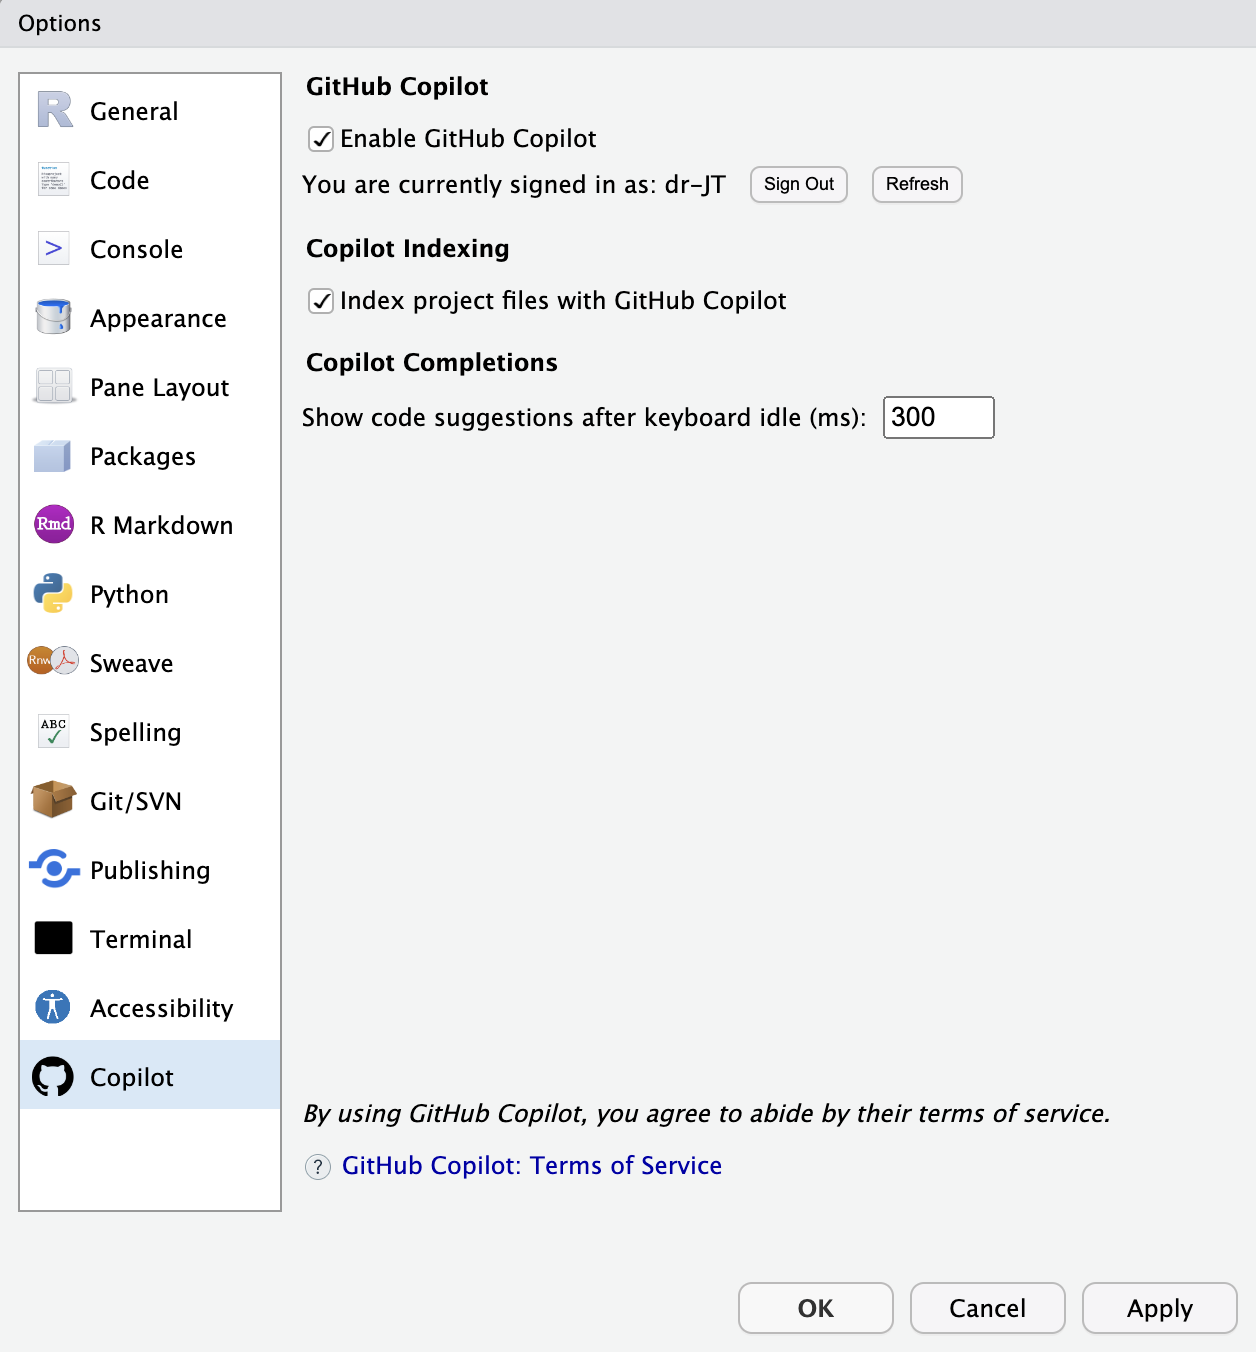 Options
R General
Code
> Console
Appearance
Pane Layout
Packages
Rmd R Markdown
Python
Rnw Sweave
ABC Spelling
Git/SVN
Publishing
Terminal
Accessibility
Copilot
GitHub Copilot
Enable GitHub Copilot
You are currently signed in as: dr-JT Sign Out Refresh
Copilot Indexing
Index project files with GitHub Copilot
Copilot Completions
Show code suggestions after keyboard idle (ms): 300
By using GitHub Copilot, you agree to abide by their terms of service.
? GitHub Copilot: Terms of Service
OK Cancel Apply